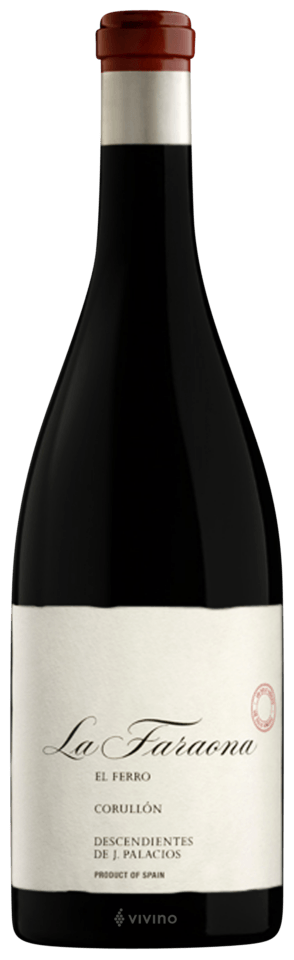 La Faraona
EL FERRO
CORULLÓN
DESCENDIENTES
DE J. PALACIOS
PRODUCT OF SPAIN
VIVINO